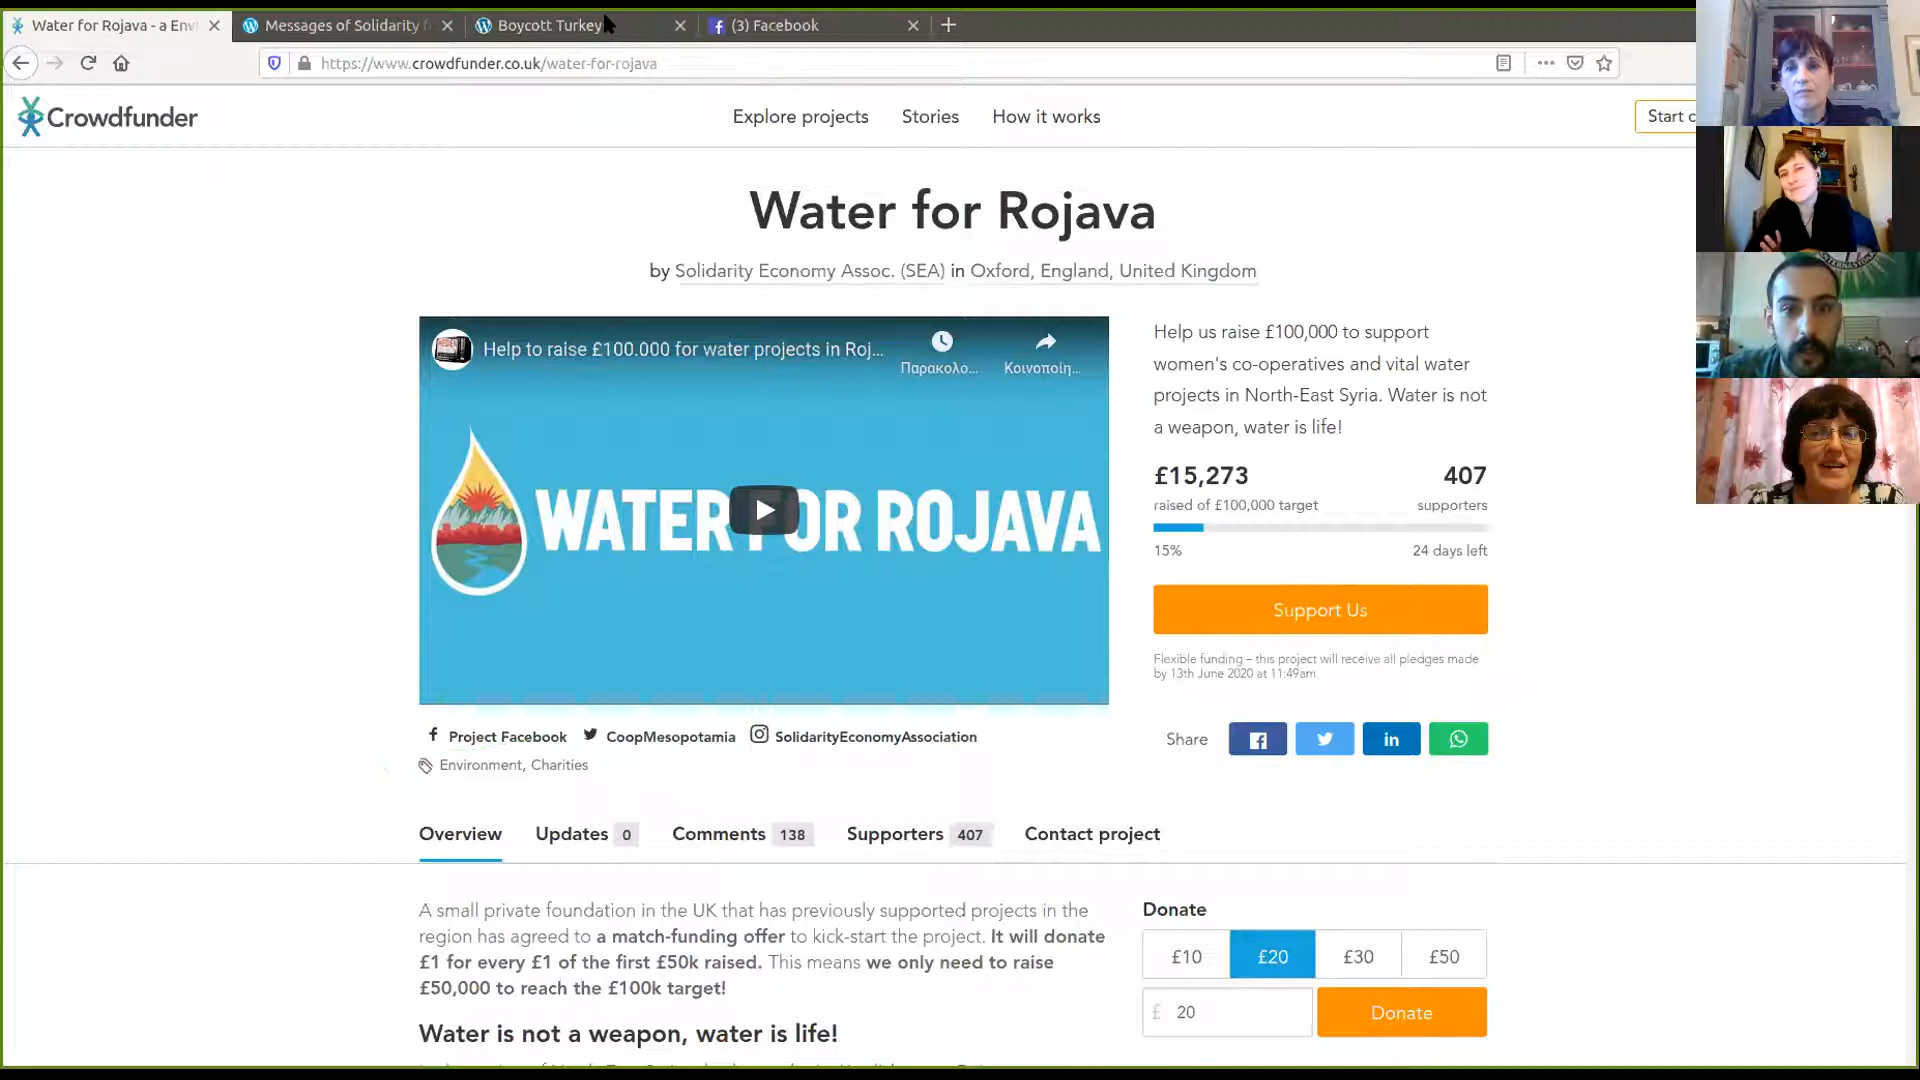 Water for Rojava - a Env
Messages of Solidarity f
Boycott Turkey
(3) Facebook
https://www.crowdfunder.co.uk/water-for-rojava
Crowdfunder
Explore projects
Stories
How it works
Start c
Water for Rojava
by Solidarity Economy Assoc. (SEA) in Oxford, England, United Kingdom
Help to raise £100.000 for water projects in Roj...
Παρακολο...
Κοινοποίη...
WATER FOR ROJAVA
Help us raise £100,000 to support
women's co-operatives and vital water
projects in North-East Syria. Water is not
a weapon, water is life!
£15,273
407
raised of £100,000 target
supporters
15%
24 days left
Support Us
Flexible funding – this project will receive all pledges made
by 13th June 2020 at 11:49am
Project Facebook
CoopMesopotamia
SolidarityEconomyAssociation
Share
Environment, Charities
Overview
Updates 0
Comments 138
Supporters 407
Contact project
A small private foundation in the UK that has previously supported projects in the
region has agreed to a match-funding offer to kick-start the project. It will donate
£1 for every £1 of the first £50k raised. This means we only need to raise
£50,000 to reach the £100k target!
Water is not a weapon, water is life!
Donate
£10
£20
£30
£50
£ 20
Donate